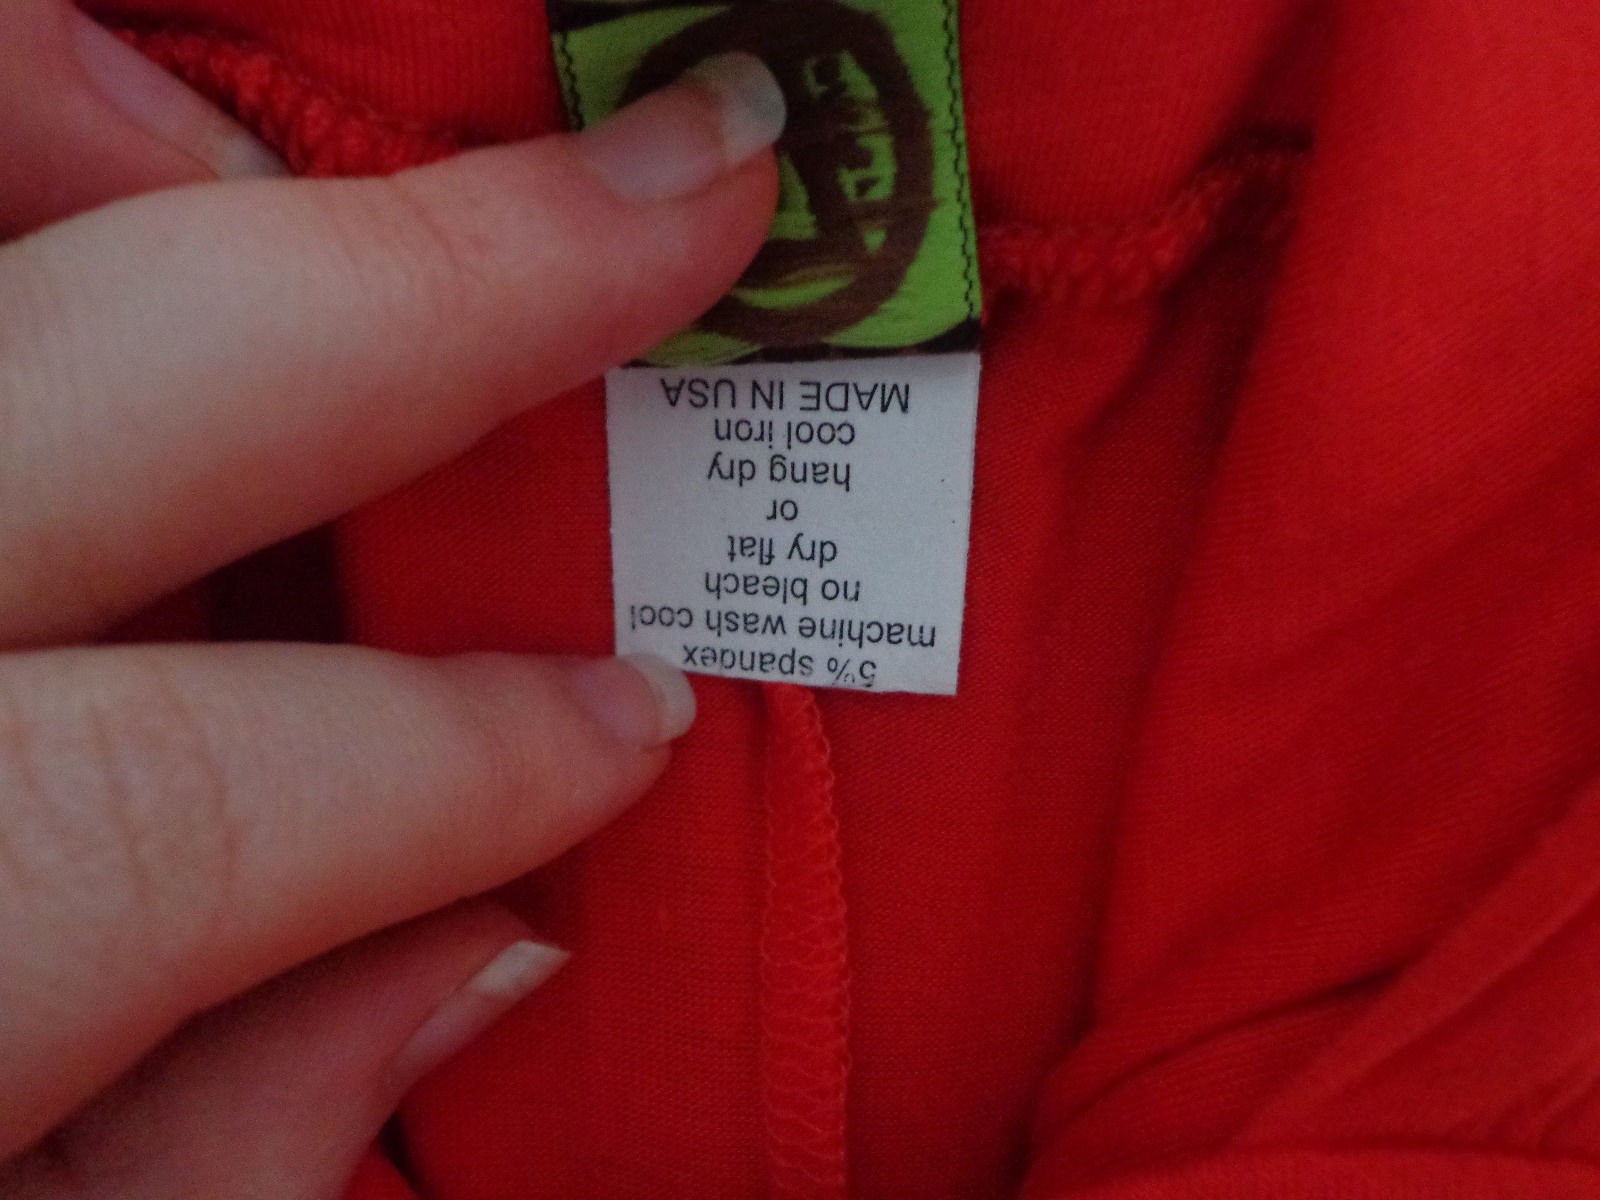 5% spandex
machine wash cool
no bleach
dry flat
or
hang dry
cool iron
MADE IN USA